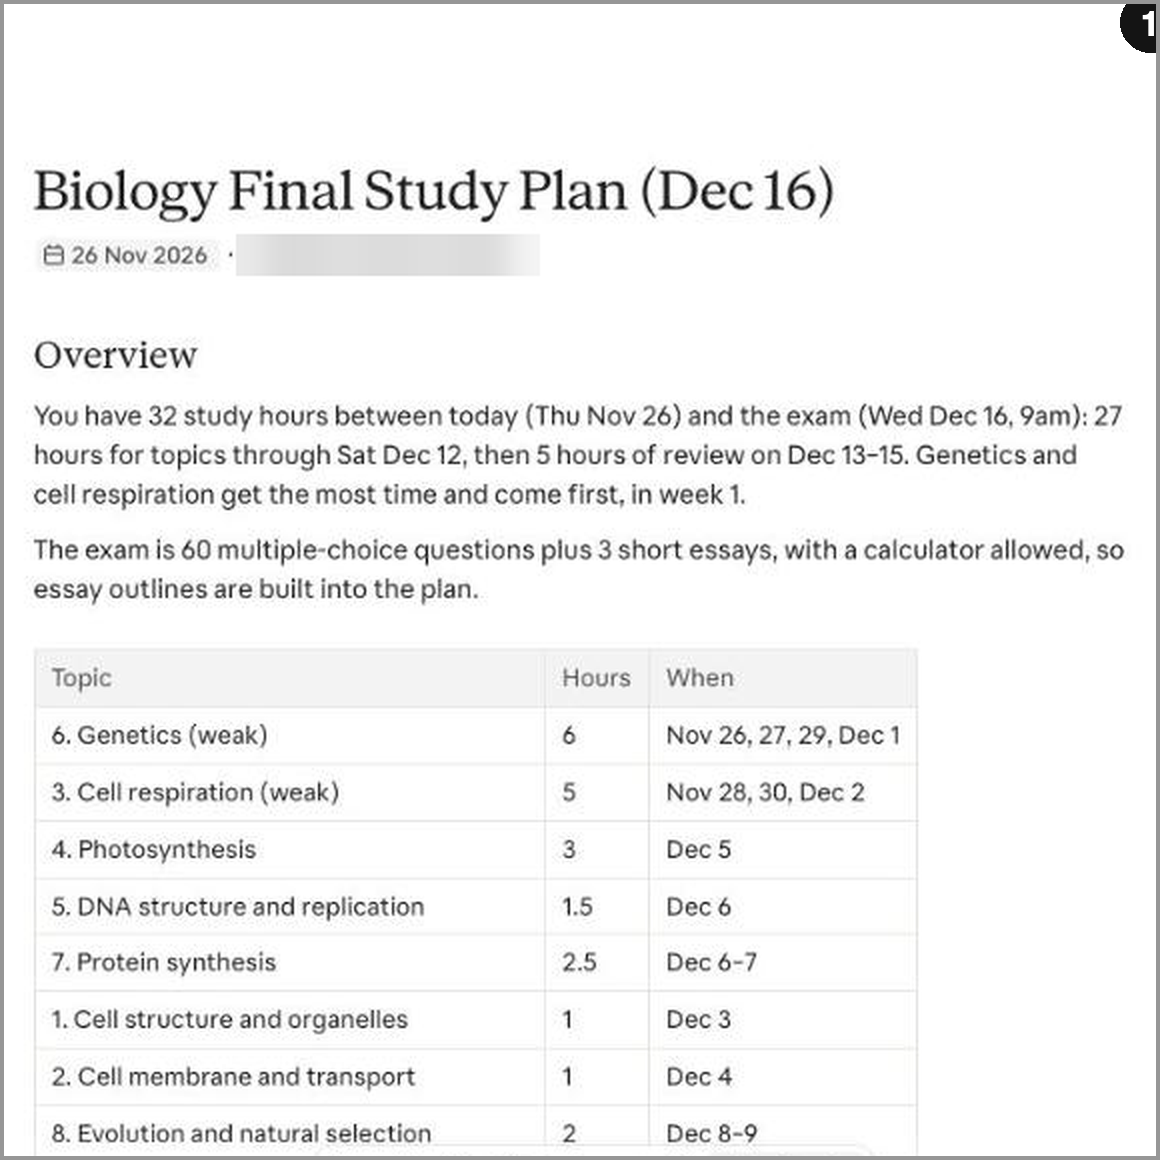 1
Biology Final Study Plan (Dec 16)
26 Nov 2026 ·
Overview
You have 32 study hours between today (Thu Nov 26) and the exam (Wed Dec 16, 9am): 27
hours for topics through Sat Dec 12, then 5 hours of review on Dec 13–15. Genetics and
cell respiration get the most time and come first, in week 1.
The exam is 60 multiple-choice questions plus 3 short essays, with a calculator allowed, so
essay outlines are built into the plan.
Topic Hours When
6. Genetics (weak) 6 Nov 26, 27, 29, Dec 1
3. Cell respiration (weak) 5 Nov 28, 30, Dec 2
4. Photosynthesis 3 Dec 5
5. DNA structure and replication 1.5 Dec 6
7. Protein synthesis 2.5 Dec 6–7
1. Cell structure and organelles 1 Dec 3
2. Cell membrane and transport 1 Dec 4
8. Evolution and natural selection 2 Dec 8–9